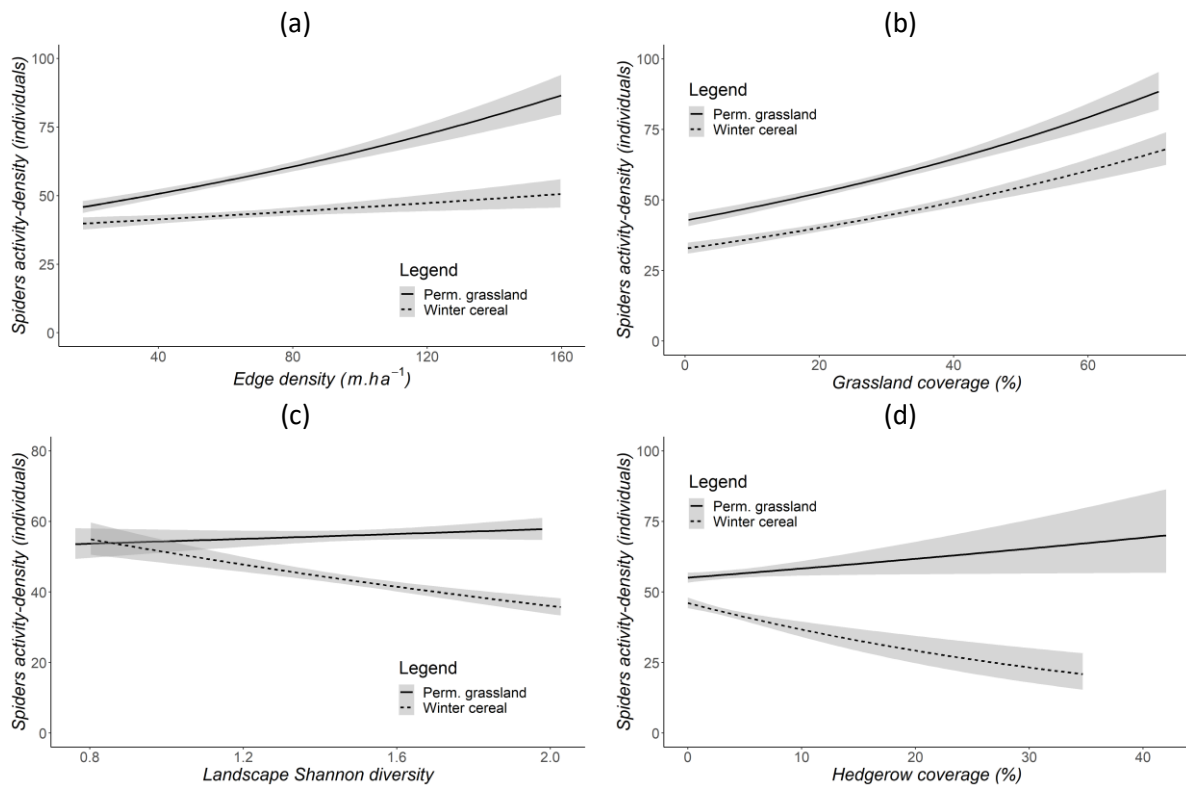 (a)
100
75
50
25
0
Spiders activity-density (individuals)
Legend
Perm. grassland
Winter cereal
40 80 120 160
Edge density (m.ha⁻¹)
(b)
100
75
50
25
0
Spiders activity-density (individuals)
Legend
Perm. grassland
Winter cereal
0 20 40 60
Grassland coverage (%)
(c)
80
60
40
20
0
Spiders activity-density (individuals)
Legend
Perm. grassland
Winter cereal
0.8 1.2 1.6 2.0
Landscape Shannon diversity
(d)
100
75
50
25
0
Spiders activity-density (individuals)
Legend
Perm. grassland
Winter cereal
0 10 20 30 40
Hedgerow coverage (%)